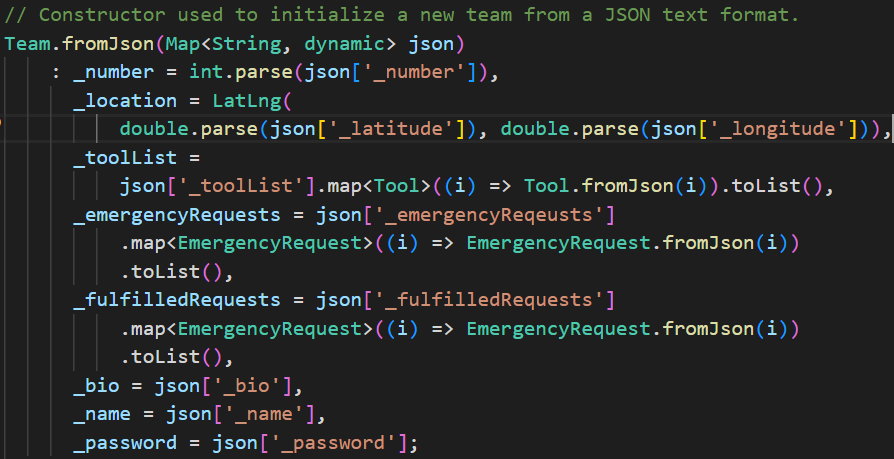 // Constructor used to initialize a new team from a JSON text format.
Team.fromJson(Map<String, dynamic> json)
: _number = int.parse(json['_number']),
_location = LatLng(
double.parse(json['_latitude']), double.parse(json['_longitude'])),
_toolList =
json['_toolList'].map<Tool>((i) => Tool.fromJson(i)).toList(),
_emergencyRequests = json['_emergencyReqeusts']
.map<EmergencyRequest>((i) => EmergencyRequest.fromJson(i))
.toList(),
_fulfilledRequests = json['_fulfilledRequests']
.map<EmergencyRequest>((i) => EmergencyRequest.fromJson(i))
.toList(),
_bio = json['_bio'],
_name = json['_name'],
_password = json['_password'];